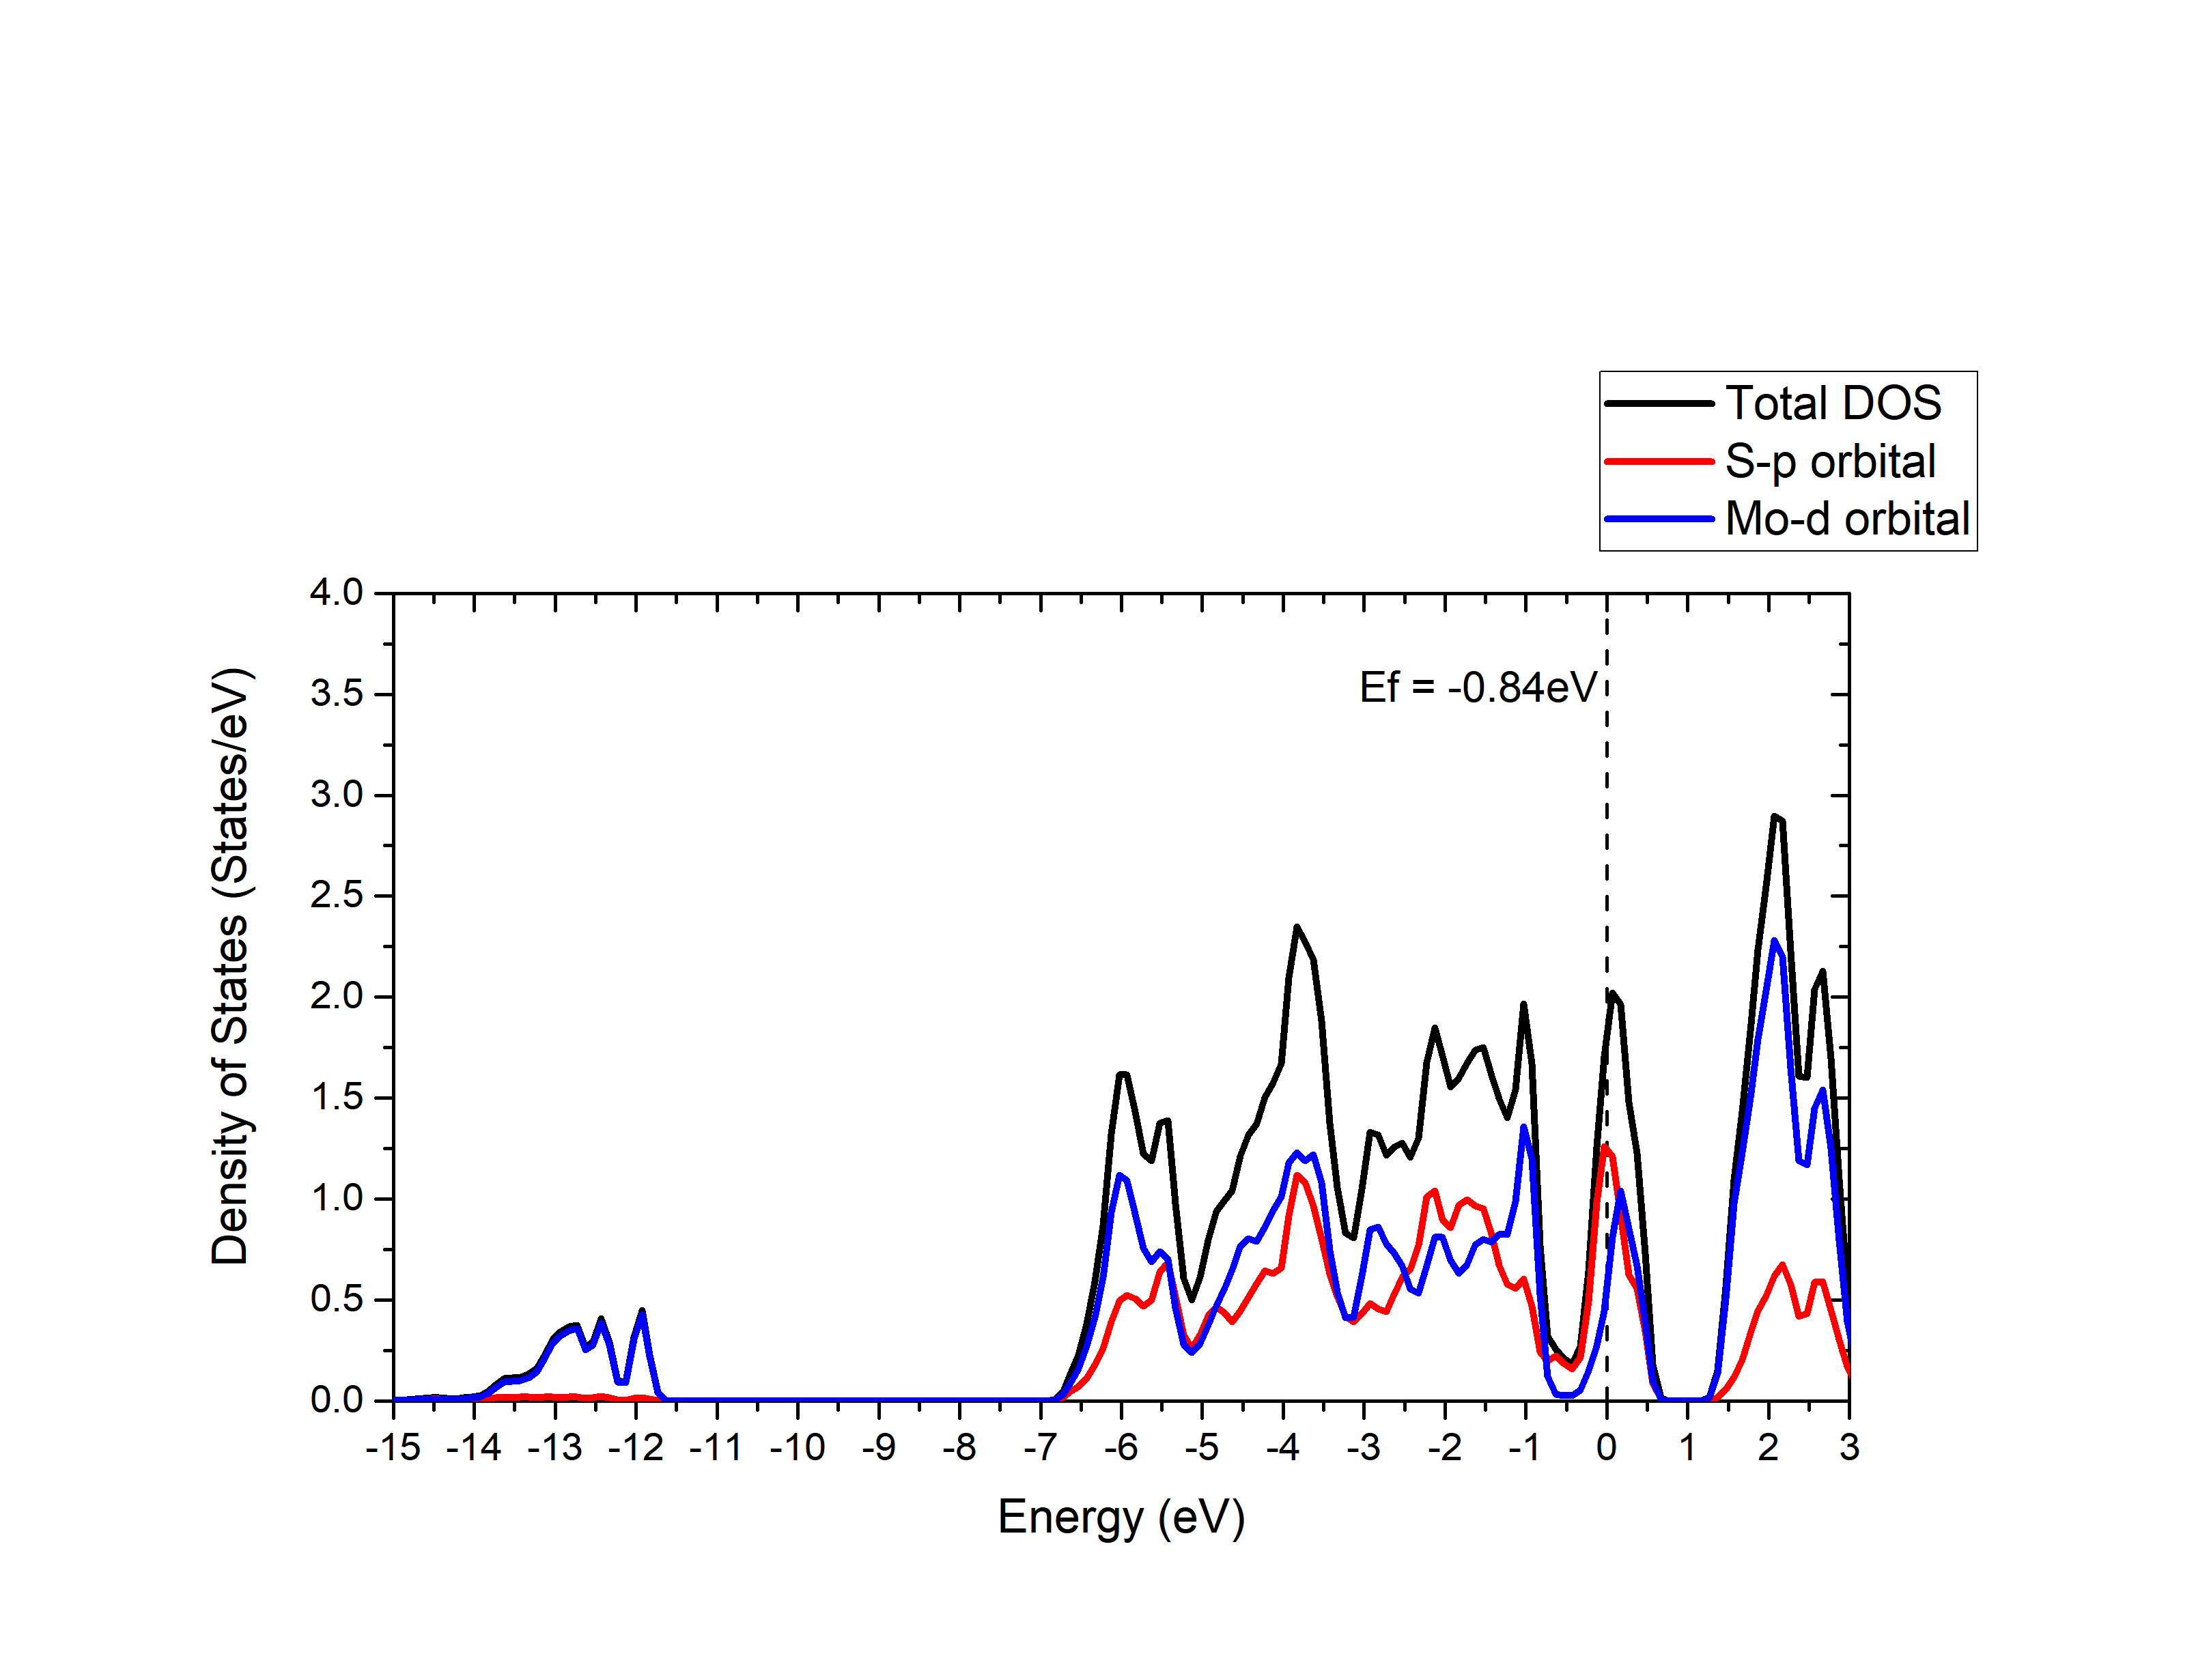 Total DOS
S-p orbital
Mo-d orbital
4.0
3.5
3.0
2.5
2.0
1.5
1.0
0.5
0.0
Density of States (States/eV)
Ef = -0.84eV
-15 -14 -13 -12 -11 -10 -9 -8 -7 -6 -5 -4 -3 -2 -1 0 1 2 3
Energy (eV)